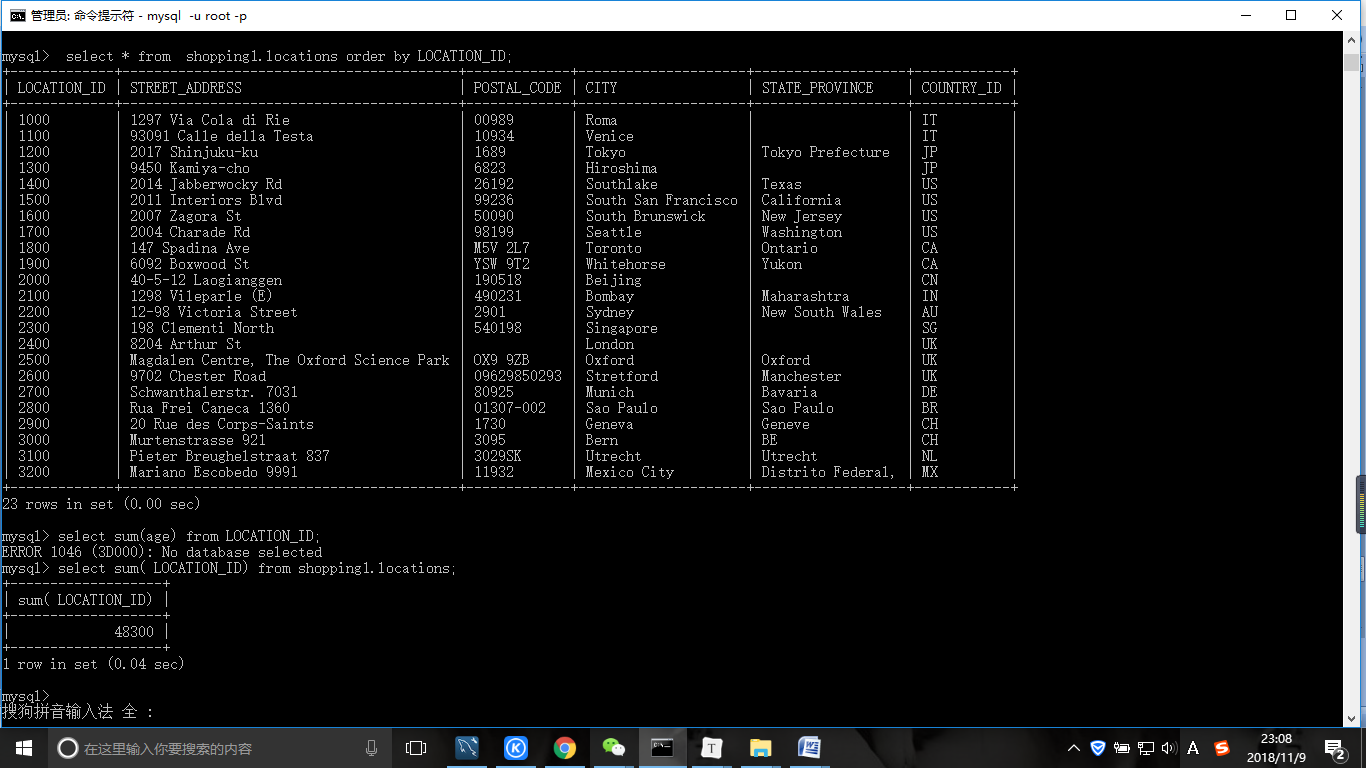 管理员: 命令提示符 - mysql  -u root -p
mysql>  select * from  shopping1.locations order by LOCATION_ID;
| LOCATION_ID | STREET_ADDRESS | POSTAL_CODE | CITY | STATE_PROVINCE | COUNTRY_ID |
| 1000 | 1297 Via Cola di Rie | 00989 | Roma | | IT |
| 1100 | 93091 Calle della Testa | 10934 | Venice | | IT |
| 1200 | 2017 Shinjuku-ku | 1689 | Tokyo | Tokyo Prefecture | JP |
| 1300 | 9450 Kamiya-cho | 6823 | Hiroshima | | JP |
| 1400 | 2014 Jabberwocky Rd | 26192 | Southlake | Texas | US |
| 1500 | 2011 Interiors Blvd | 99236 | South San Francisco | California | US |
| 1600 | 2007 Zagora St | 50090 | South Brunswick | New Jersey | US |
| 1700 | 2004 Charade Rd | 98199 | Seattle | Washington | US |
| 1800 | 147 Spadina Ave | M5V 2L7 | Toronto | Ontario | CA |
| 1900 | 6092 Boxwood St | YSW 9T2 | Whitehorse | Yukon | CA |
| 2000 | 40-5-12 Laogianggen | 190518 | Beijing | | CN |
| 2100 | 1298 Vileparle (E) | 490231 | Bombay | Maharashtra | IN |
| 2200 | 12-98 Victoria Street | 2901 | Sydney | New South Wales | AU |
| 2300 | 198 Clementi North | 540198 | Singapore | | SG |
| 2400 | 8204 Arthur St | | London | | UK |
| 2500 | Magdalen Centre, The Oxford Science Park | OX9 9ZB | Oxford | Oxford | UK |
| 2600 | 9702 Chester Road | 09629850293 | Stretford | Manchester | UK |
| 2700 | Schwanthalerstr. 7031 | 80925 | Munich | Bavaria | DE |
| 2800 | Rua Frei Caneca 1360 | 01307-002 | Sao Paulo | Sao Paulo | BR |
| 2900 | 20 Rue des Corps-Saints | 1730 | Geneva | Geneve | CH |
| 3000 | Murtenstrasse 921 | 3095 | Bern | BE | CH |
| 3100 | Pieter Breughelstraat 837 | 3029SK | Utrecht | Utrecht | NL |
| 3200 | Mariano Escobedo 9991 | 11932 | Mexico City | Distrito Federal, | MX |
23 rows in set (0.00 sec)
mysql> select sum(age) from LOCATION_ID;
ERROR 1046 (3D000): No database selected
mysql> select sum( LOCATION_ID) from shopping1.locations;
| sum( LOCATION_ID) |
| 48300 |
1 row in set (0.04 sec)
mysql>
搜狗拼音输入法 全 :
在这里输入你要搜索的内容
23:08
2018/11/9
2